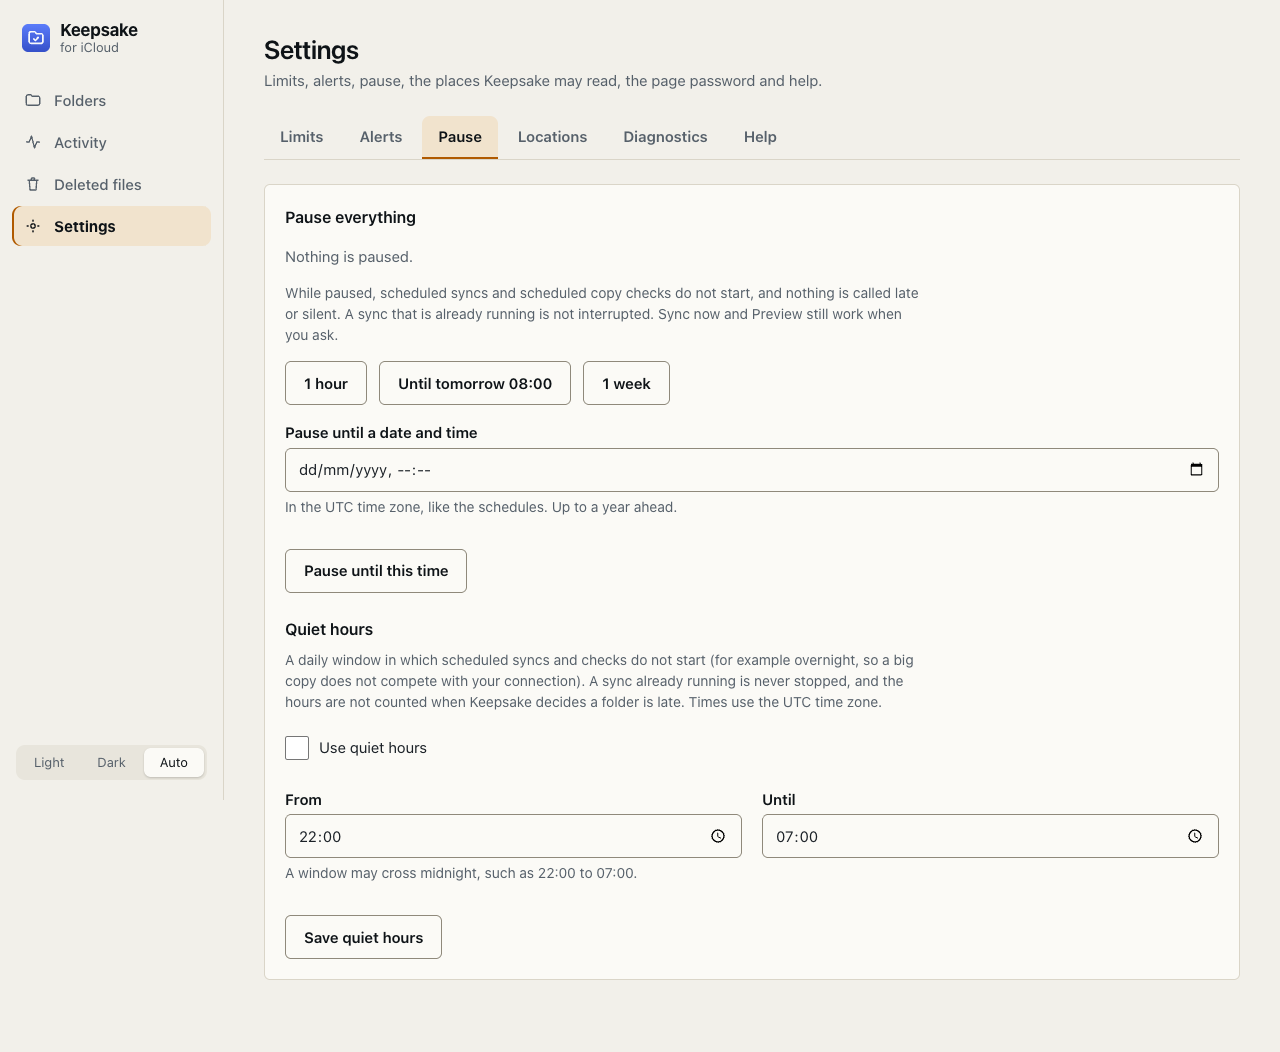 Keepsake
for iCloud
Folders
Activity
Deleted files
Settings
Light Dark Auto
Settings
Limits, alerts, pause, the places Keepsake may read, the page password and help.
Limits Alerts Pause Locations Diagnostics Help
Pause everything
Nothing is paused.
While paused, scheduled syncs and scheduled copy checks do not start, and nothing is called late
or silent. A sync that is already running is not interrupted. Sync now and Preview still work when
you ask.
1 hour Until tomorrow 08:00 1 week
Pause until a date and time
dd/mm/yyyy, --:--
In the UTC time zone, like the schedules. Up to a year ahead.
Pause until this time
Quiet hours
A daily window in which scheduled syncs and checks do not start (for example overnight, so a big
copy does not compete with your connection). A sync already running is never stopped, and the
hours are not counted when Keepsake decides a folder is late. Times use the UTC time zone.
Use quiet hours
From Until
22:00 07:00
A window may cross midnight, such as 22:00 to 07:00.
Save quiet hours